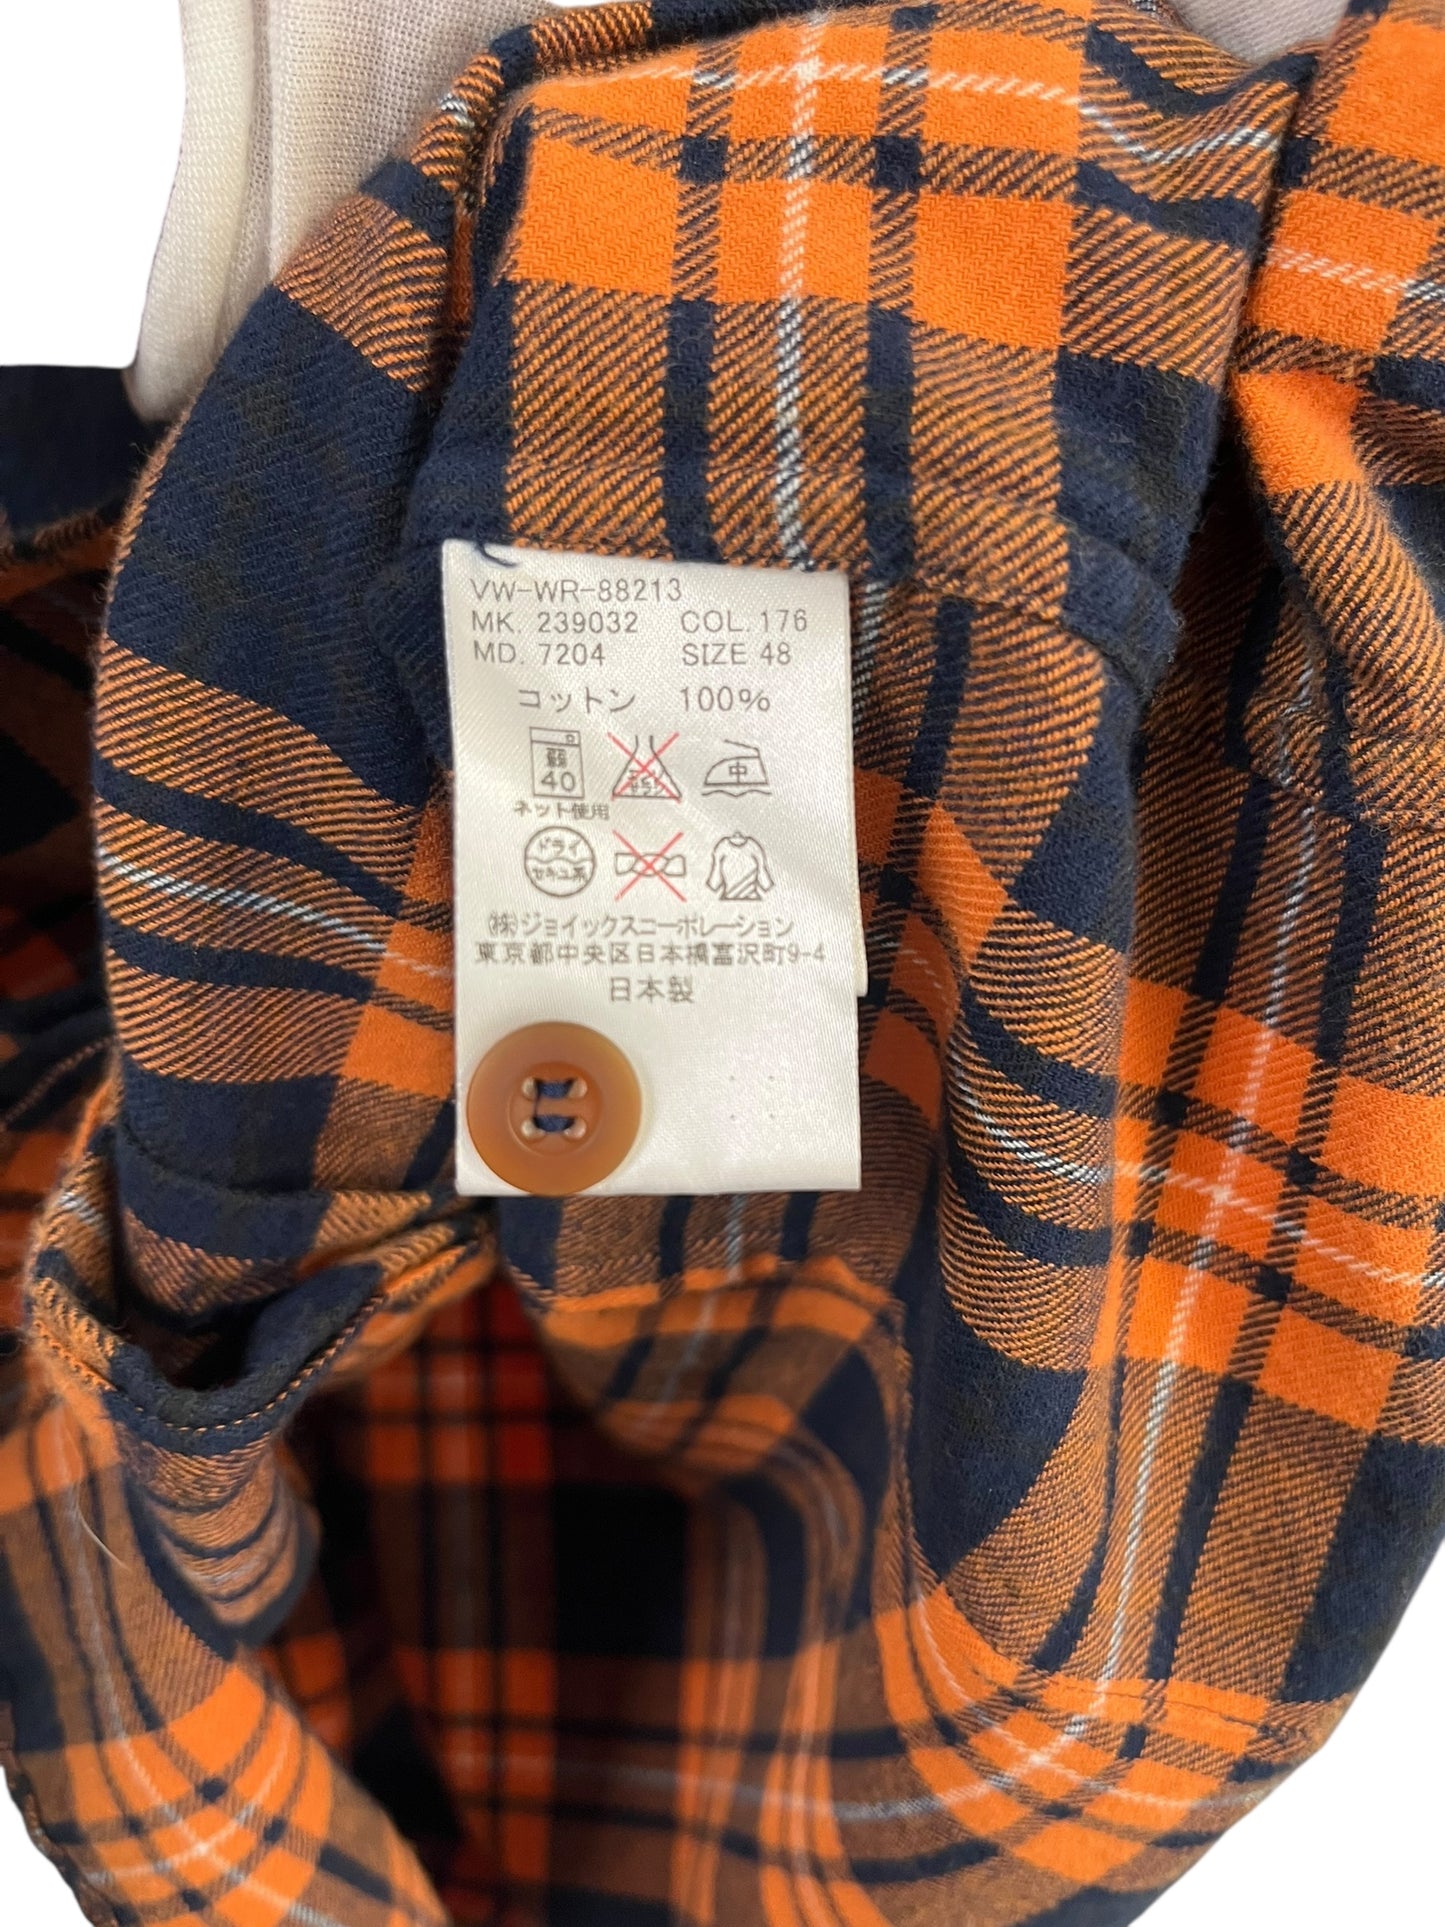 VW-WR-88213
MK. 239032 COL. 176
MD. 7204 SIZE 48
コットン 100%
弱 中
40
ネット使用
ドライ
セキユ系
㈱ジョイックスコーポレーション
東京都中央区日本橋富沢町9-4
日本製